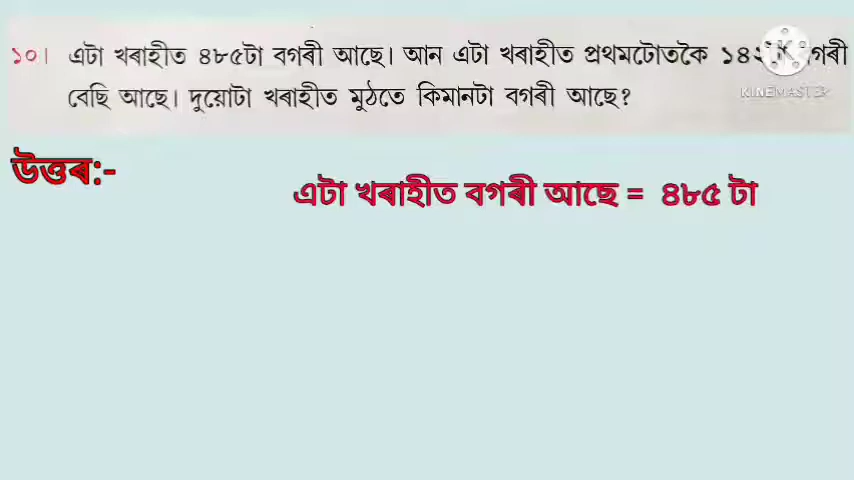 ১০। এটা খৰাহীত ৪৮৫টা বগৰী আছে। আন এটা খৰাহীত প্ৰথমটোতকৈ
বেছি আছে। দুয়োটা খৰাহীত মুঠতে কিমানটা বগৰী আছে?
KINEMASTER
উত্তৰ:-
এটা খৰাহীত বগৰী আছে = ৪৮৫ টা